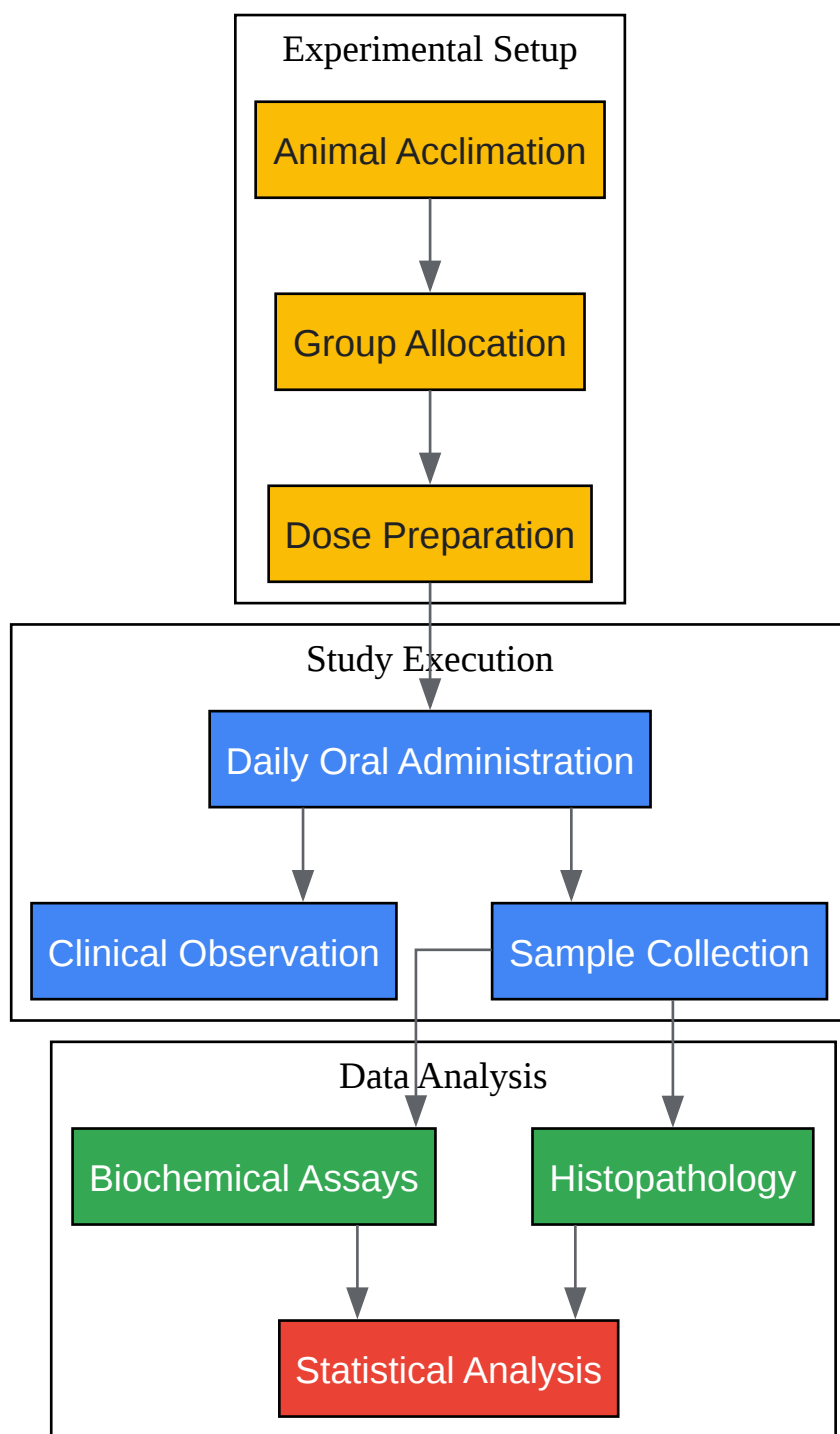 Experimental Setup
Animal Acclimation
Group Allocation
Dose Preparation
Study Execution
Daily Oral Administration
Clinical Observation
Sample Collection
Data Analysis
Biochemical Assays
Histopathology
Statistical Analysis